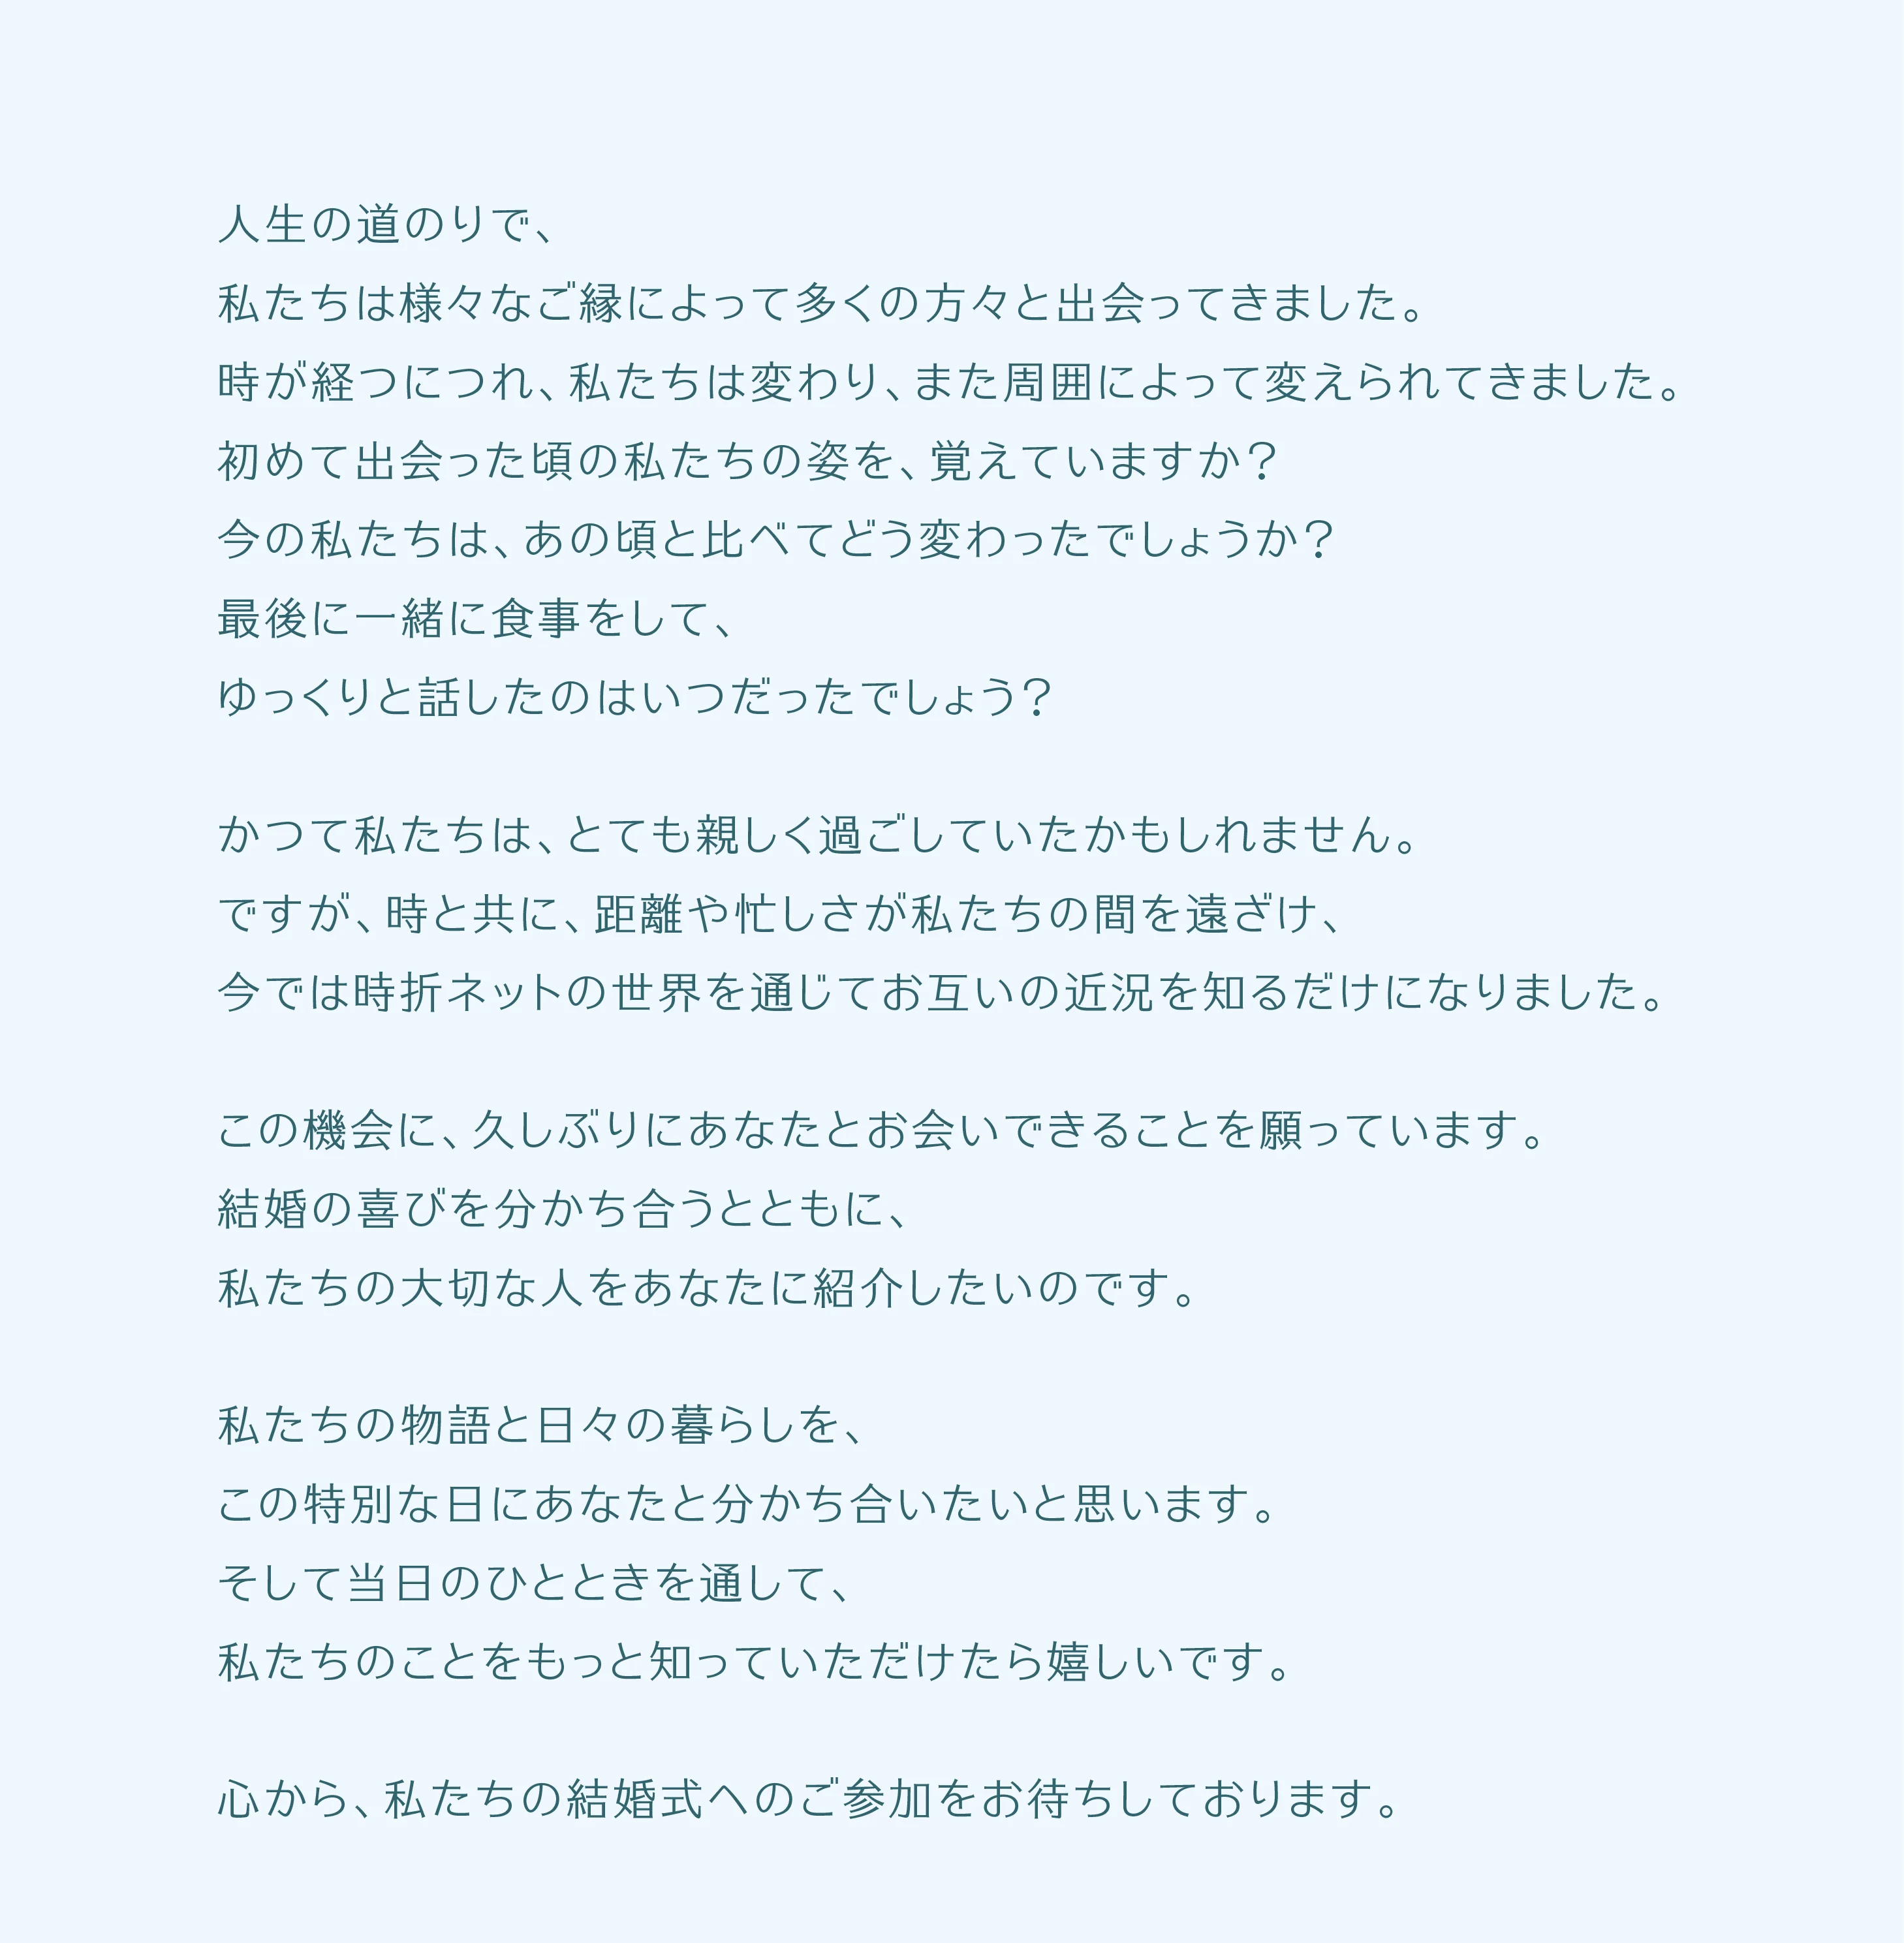 人生の道のりで、
私たちは様々なご縁によって多くの方々と出会ってきました。
時が経つにつれ、私たちは変わり、また周囲によって変えられてきました。
初めて出会った頃の私たちの姿を、覚えていますか？
今の私たちは、あの頃と比べてどう変わったでしょうか？
最後に一緒に食事をして、
ゆっくりと話したのはいつだったでしょう？
かつて私たちは、とても親しく過ごしていたかもしれません。
ですが、時と共に、距離や忙しさが私たちの間を遠ざけ、
今では時折ネットの世界を通じてお互いの近況を知るだけになりました。
この機会に、久しぶりにあなたとお会いできることを願っています。
結婚の喜びを分かち合うとともに、
私たちの大切な人をあなたに紹介したいのです。
私たちの物語と日々の暮らしを、
この特別な日にあなたと分かち合いたいと思います。
そして当日のひとときを通して、
私たちのことをもっと知っていただけたら嬉しいです。
心から、私たちの結婚式へのご参加をお待ちしております。